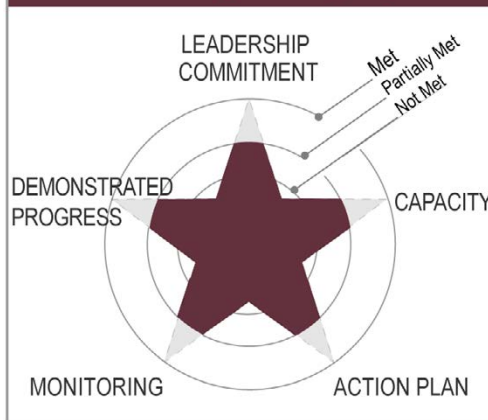 LEADERSHIP
COMMITMENT
Met
Partially Met
Not Met
DEMONSTRATED
PROGRESS
CAPACITY
MONITORING
ACTION PLAN